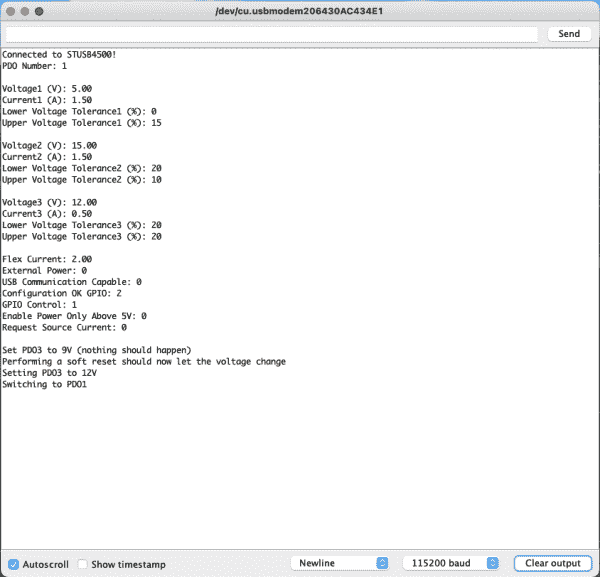 /dev/cu.usbmodem206430AC434E1
Send
Connected to STUSB4500!
PDO Number: 1
Voltage1 (V): 5.00
Current1 (A): 1.50
Lower Voltage Tolerance1 (%): 0
Upper Voltage Tolerance1 (%): 15
Voltage2 (V): 15.00
Current2 (A): 1.50
Lower Voltage Tolerance2 (%): 20
Upper Voltage Tolerance2 (%): 10
Voltage3 (V): 12.00
Current3 (A): 0.50
Lower Voltage Tolerance3 (%): 20
Upper Voltage Tolerance3 (%): 20
Flex Current: 2.00
External Power: 0
USB Communication Capable: 0
Configuration OK GPIO: 2
GPIO Control: 1
Enable Power Only Above 5V: 0
Request Source Current: 0
Set PDO3 to 9V (nothing should happen)
Performing a soft reset should now let the voltage change
Setting PDO3 to 12V
Switching to PDO1
Autoscroll Show timestamp Newline 115200 baud Clear output